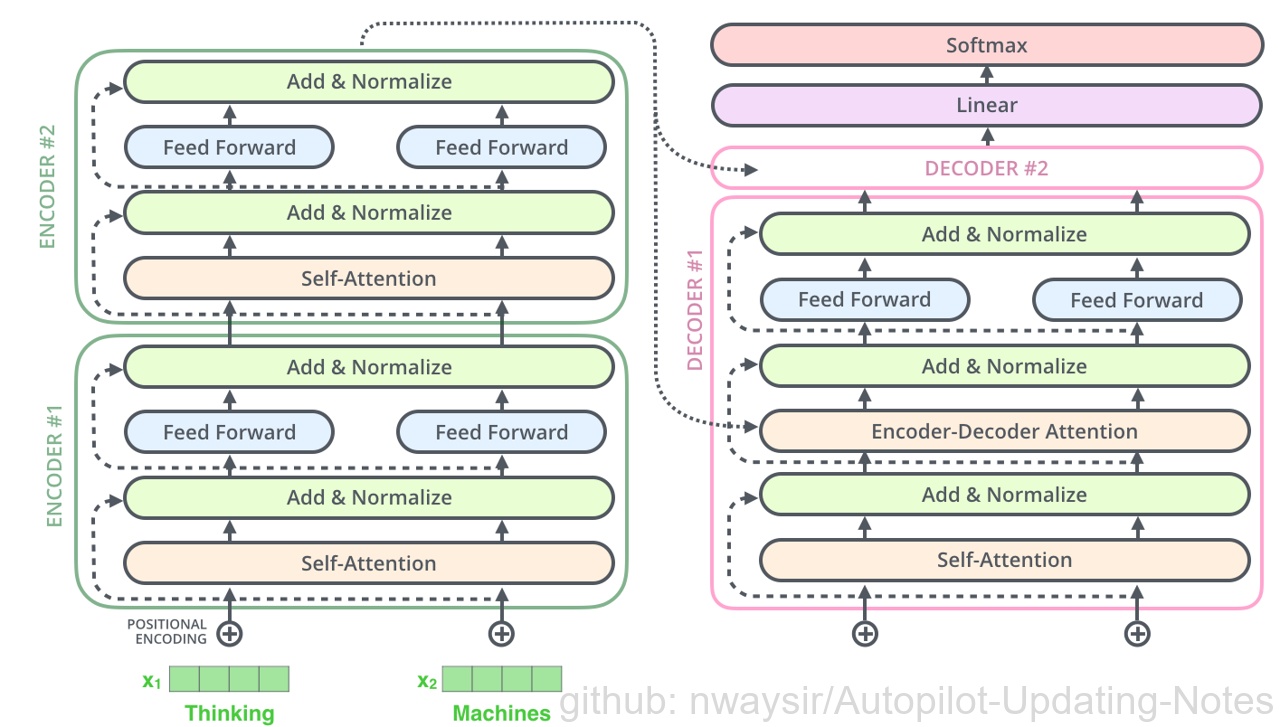 ENCODER #2
Add & Normalize
Feed Forward
Feed Forward
Add & Normalize
Self-Attention
ENCODER #1
Add & Normalize
Feed Forward
Feed Forward
Add & Normalize
Self-Attention
POSITIONAL
ENCODING
x1
x2
Thinking
Machines
Softmax
Linear
DECODER #2
DECODER #1
Add & Normalize
Feed Forward
Feed Forward
Add & Normalize
Encoder-Decoder Attention
Add & Normalize
Self-Attention
github: nwaysir/Autopilot-Updating-Notes